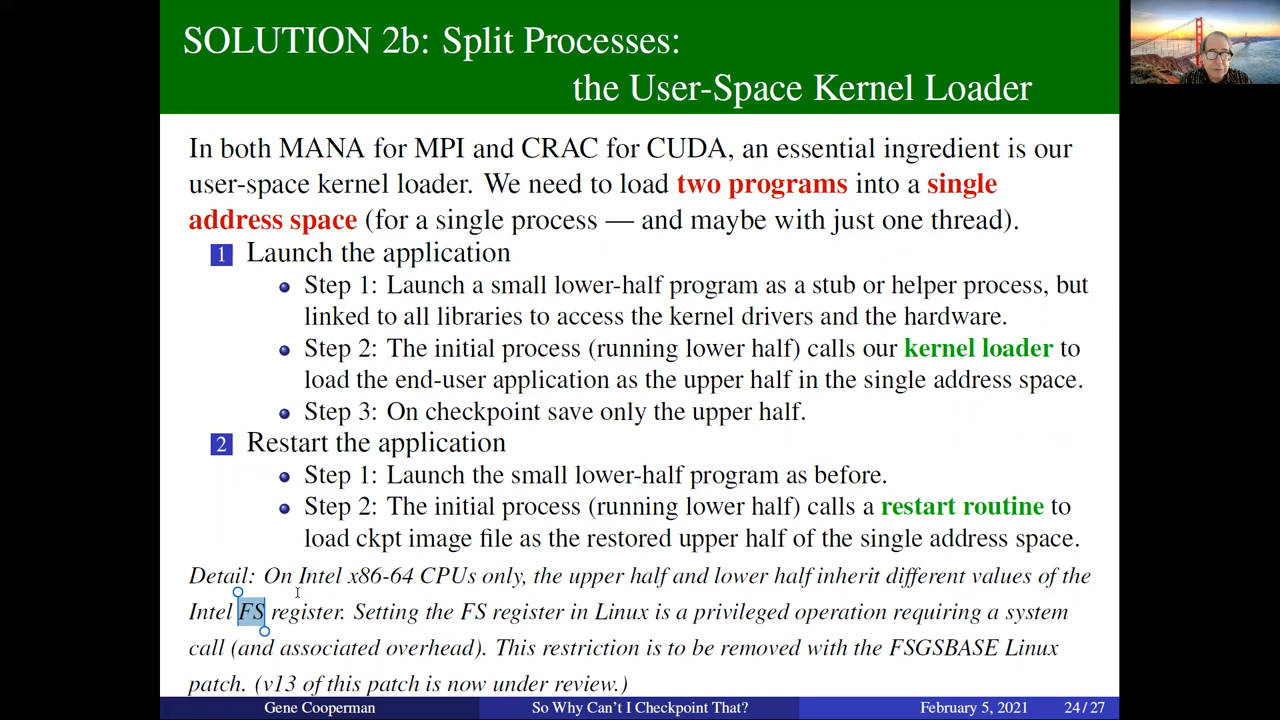 SOLUTION 2b: Split Processes:
the User-Space Kernel Loader
In both MANA for MPI and CRAC for CUDA, an essential ingredient is our
user-space kernel loader. We need to load two programs into a single
address space (for a single process — and maybe with just one thread).
1 Launch the application
Step 1: Launch a small lower-half program as a stub or helper process, but
linked to all libraries to access the kernel drivers and the hardware.
Step 2: The initial process (running lower half) calls our kernel loader to
load the end-user application as the upper half in the single address space.
Step 3: On checkpoint save only the upper half.
2 Restart the application
Step 1: Launch the small lower-half program as before.
Step 2: The initial process (running lower half) calls a restart routine to
load ckpt image file as the restored upper half of the single address space.
Detail: On Intel x86-64 CPUs only, the upper half and lower half inherit different values of the
Intel FS register. Setting the FS register in Linux is a privileged operation requiring a system
call (and associated overhead). This restriction is to be removed with the FSGSBASE Linux
patch. (v13 of this patch is now under review.)
Gene Cooperman So Why Can't I Checkpoint That? February 5, 2021 24 / 27